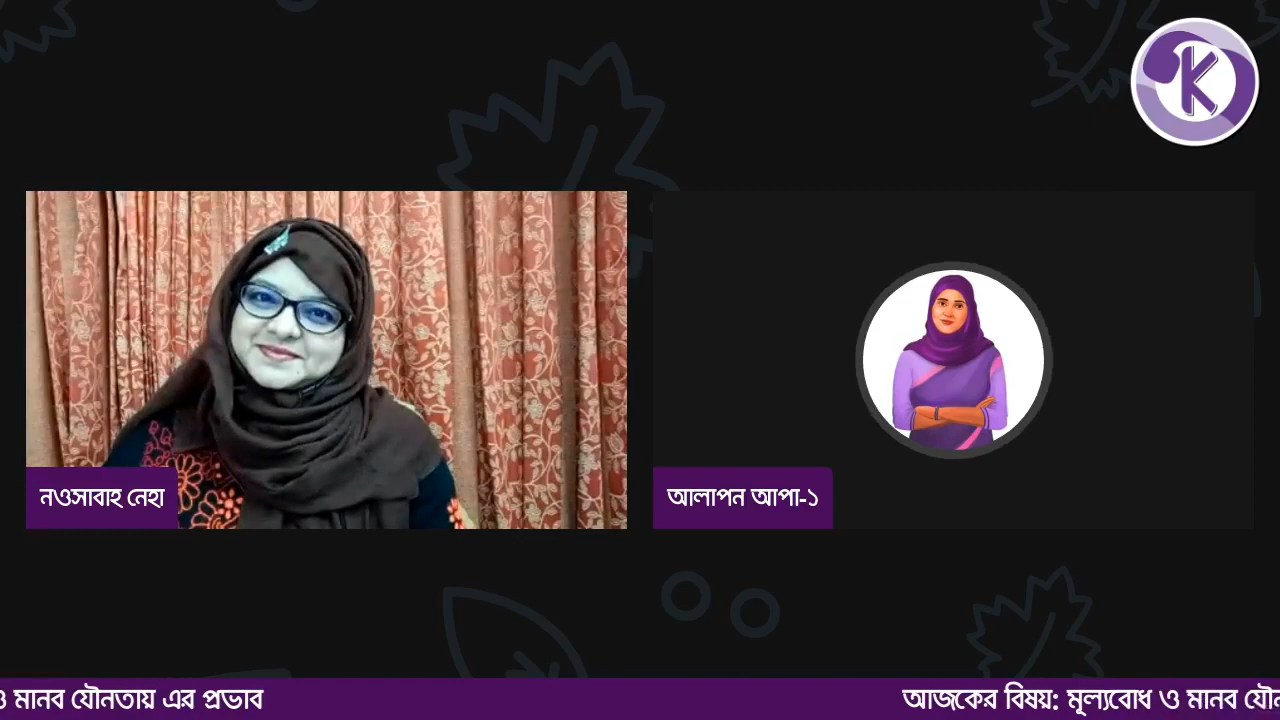 K
নওসাবাহ নেহা
আলাপন আপা-১
ও মানব যৌনতায় এর প্রভাব
আজকের বিষয়: মূল্যবোধ ও মানব